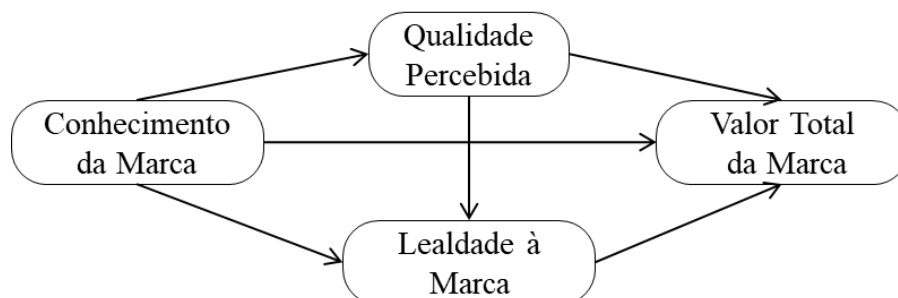 Qualidade
Percebida
Conhecimento
da Marca
Valor Total
da Marca
Lealdade à
Marca